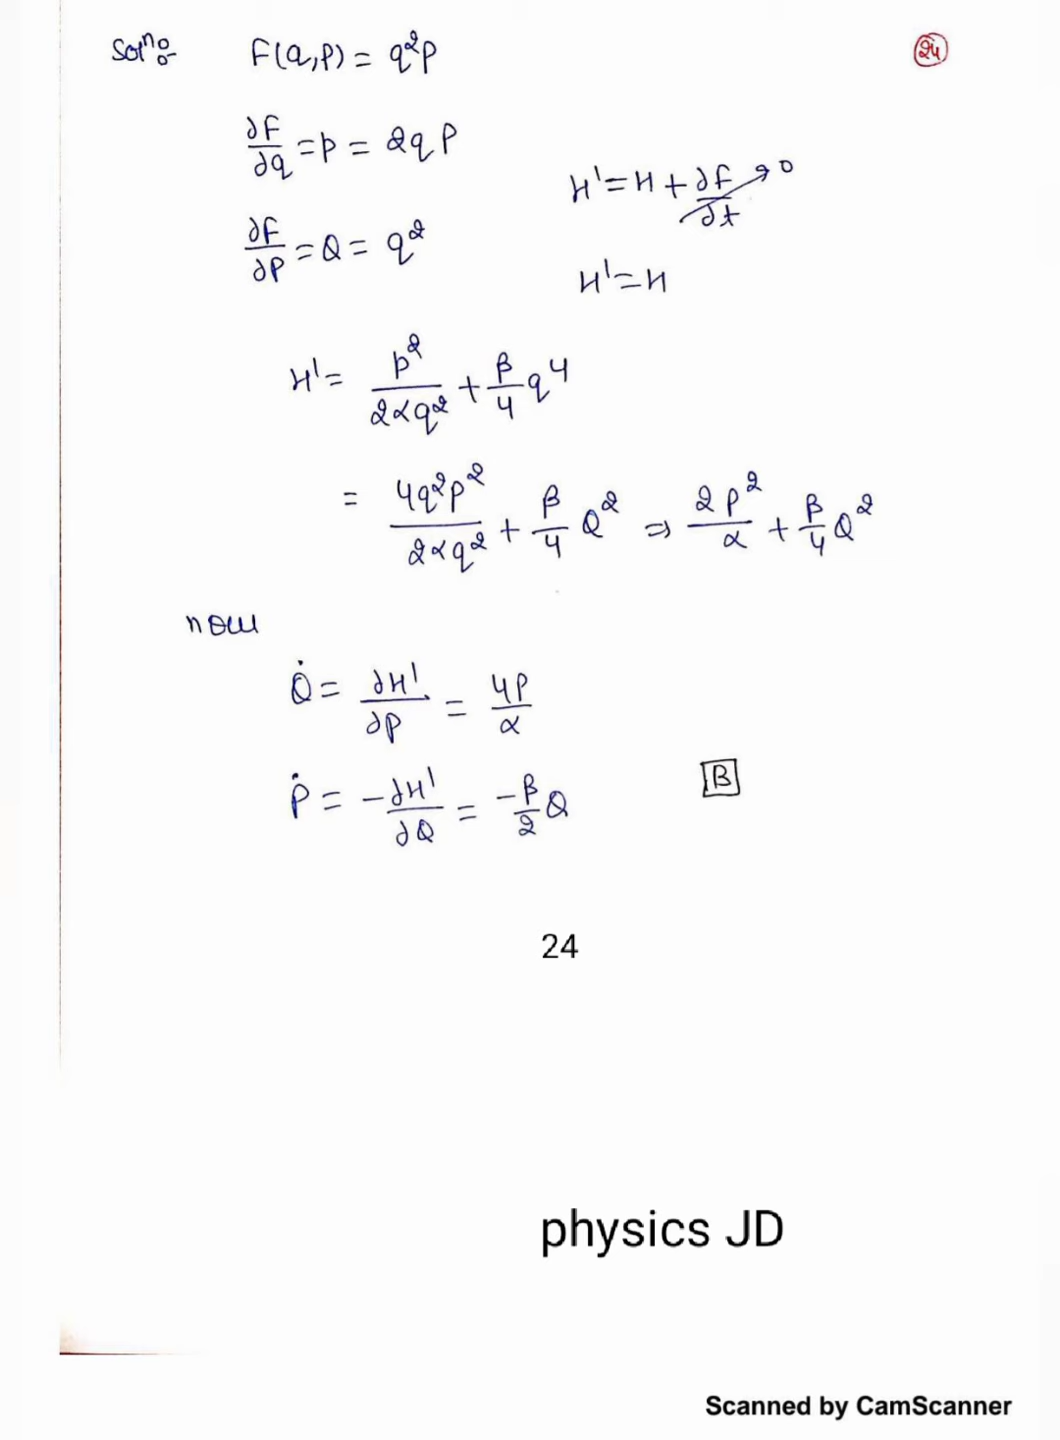 Solⁿ:- F(Q,P) = q²P
24
∂F/∂q = p = 2qP
H' = H + ∂F/∂t → 0
∂F/∂P = Q = q²
H' = H
H' = p²/2αq² + β/4 q⁴
= 4q²P²/2αq² + β/4 Q² ⇒ 2P²/α + β/4 Q²
now
Q̇ = ∂H'/∂P = 4P/α
Ṗ = -∂H'/∂Q = -β/2 Q
B
24
physics JD
Scanned by CamScanner